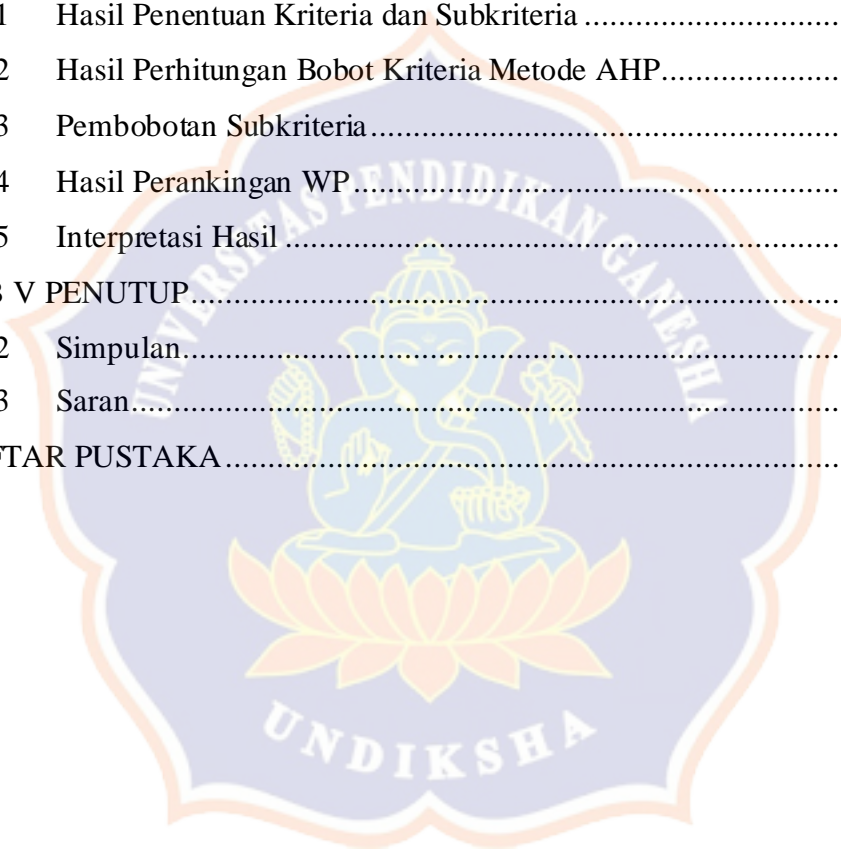 1 Hasil Penentuan Kriteria dan Subkriteria ................................
2 Hasil Perhitungan Bobot Kriteria Metode AHP......................
3 Pembobotan Subkriteria..........................................................
4 Hasil Perankingan WP............................................................
5 Interpretasi Hasil ....................................................................
V PENUTUP................................................................................
2 Simpulan.................................................................................
3 Saran........................................................................................
TAR PUSTAKA ...........................................................................
UNIVERSITAS PENDIDIKAN GANESHA
UNDIKSHA